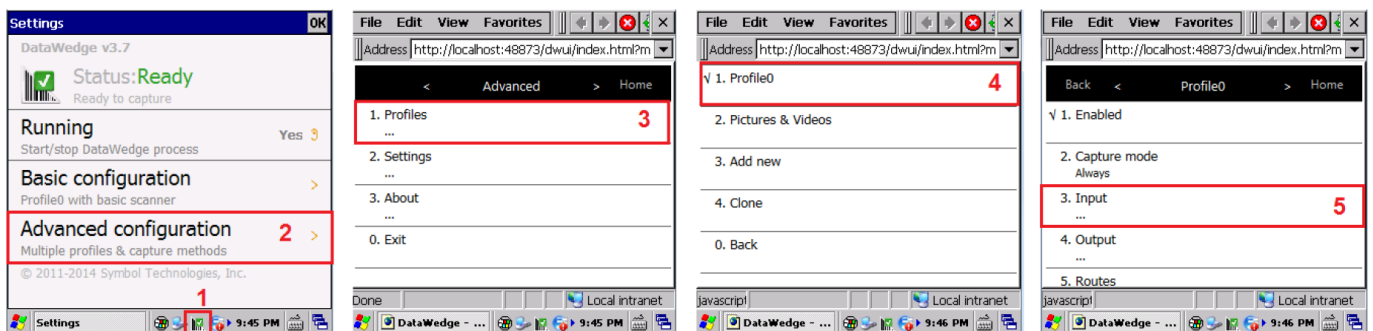 Settings OK
DataWedge v3.7
Status:Ready
Ready to capture
Running Yes
Start/stop DataWedge process
Basic configuration >
Profile0 with basic scanner
Advanced configuration 2 >
Multiple profiles & capture methods
© 2011-2014 Symbol Technologies, Inc.
1
Settings 9:45 PM
File Edit View Favorites
Address http://localhost:48873/dwui/index.html?m
< Advanced > Home
1. Profiles 3
...
2. Settings
...
3. About
...
0. Exit
Done Local intranet
DataWedge - ... 9:45 PM
File Edit View Favorites
Address http://localhost:48873/dwui/index.html?m
√ 1. Profile0 4
2. Pictures & Videos
3. Add new
4. Clone
0. Back
javascript Local intranet
DataWedge - ... 9:46 PM
File Edit View Favorites
Address http://localhost:48873/dwui/index.html?m
Back < Profile0 > Home
√ 1. Enabled
2. Capture mode
Always
3. Input 5
...
4. Output
...
5. Routes
javascript Local intranet
DataWedge - ... 9:46 PM